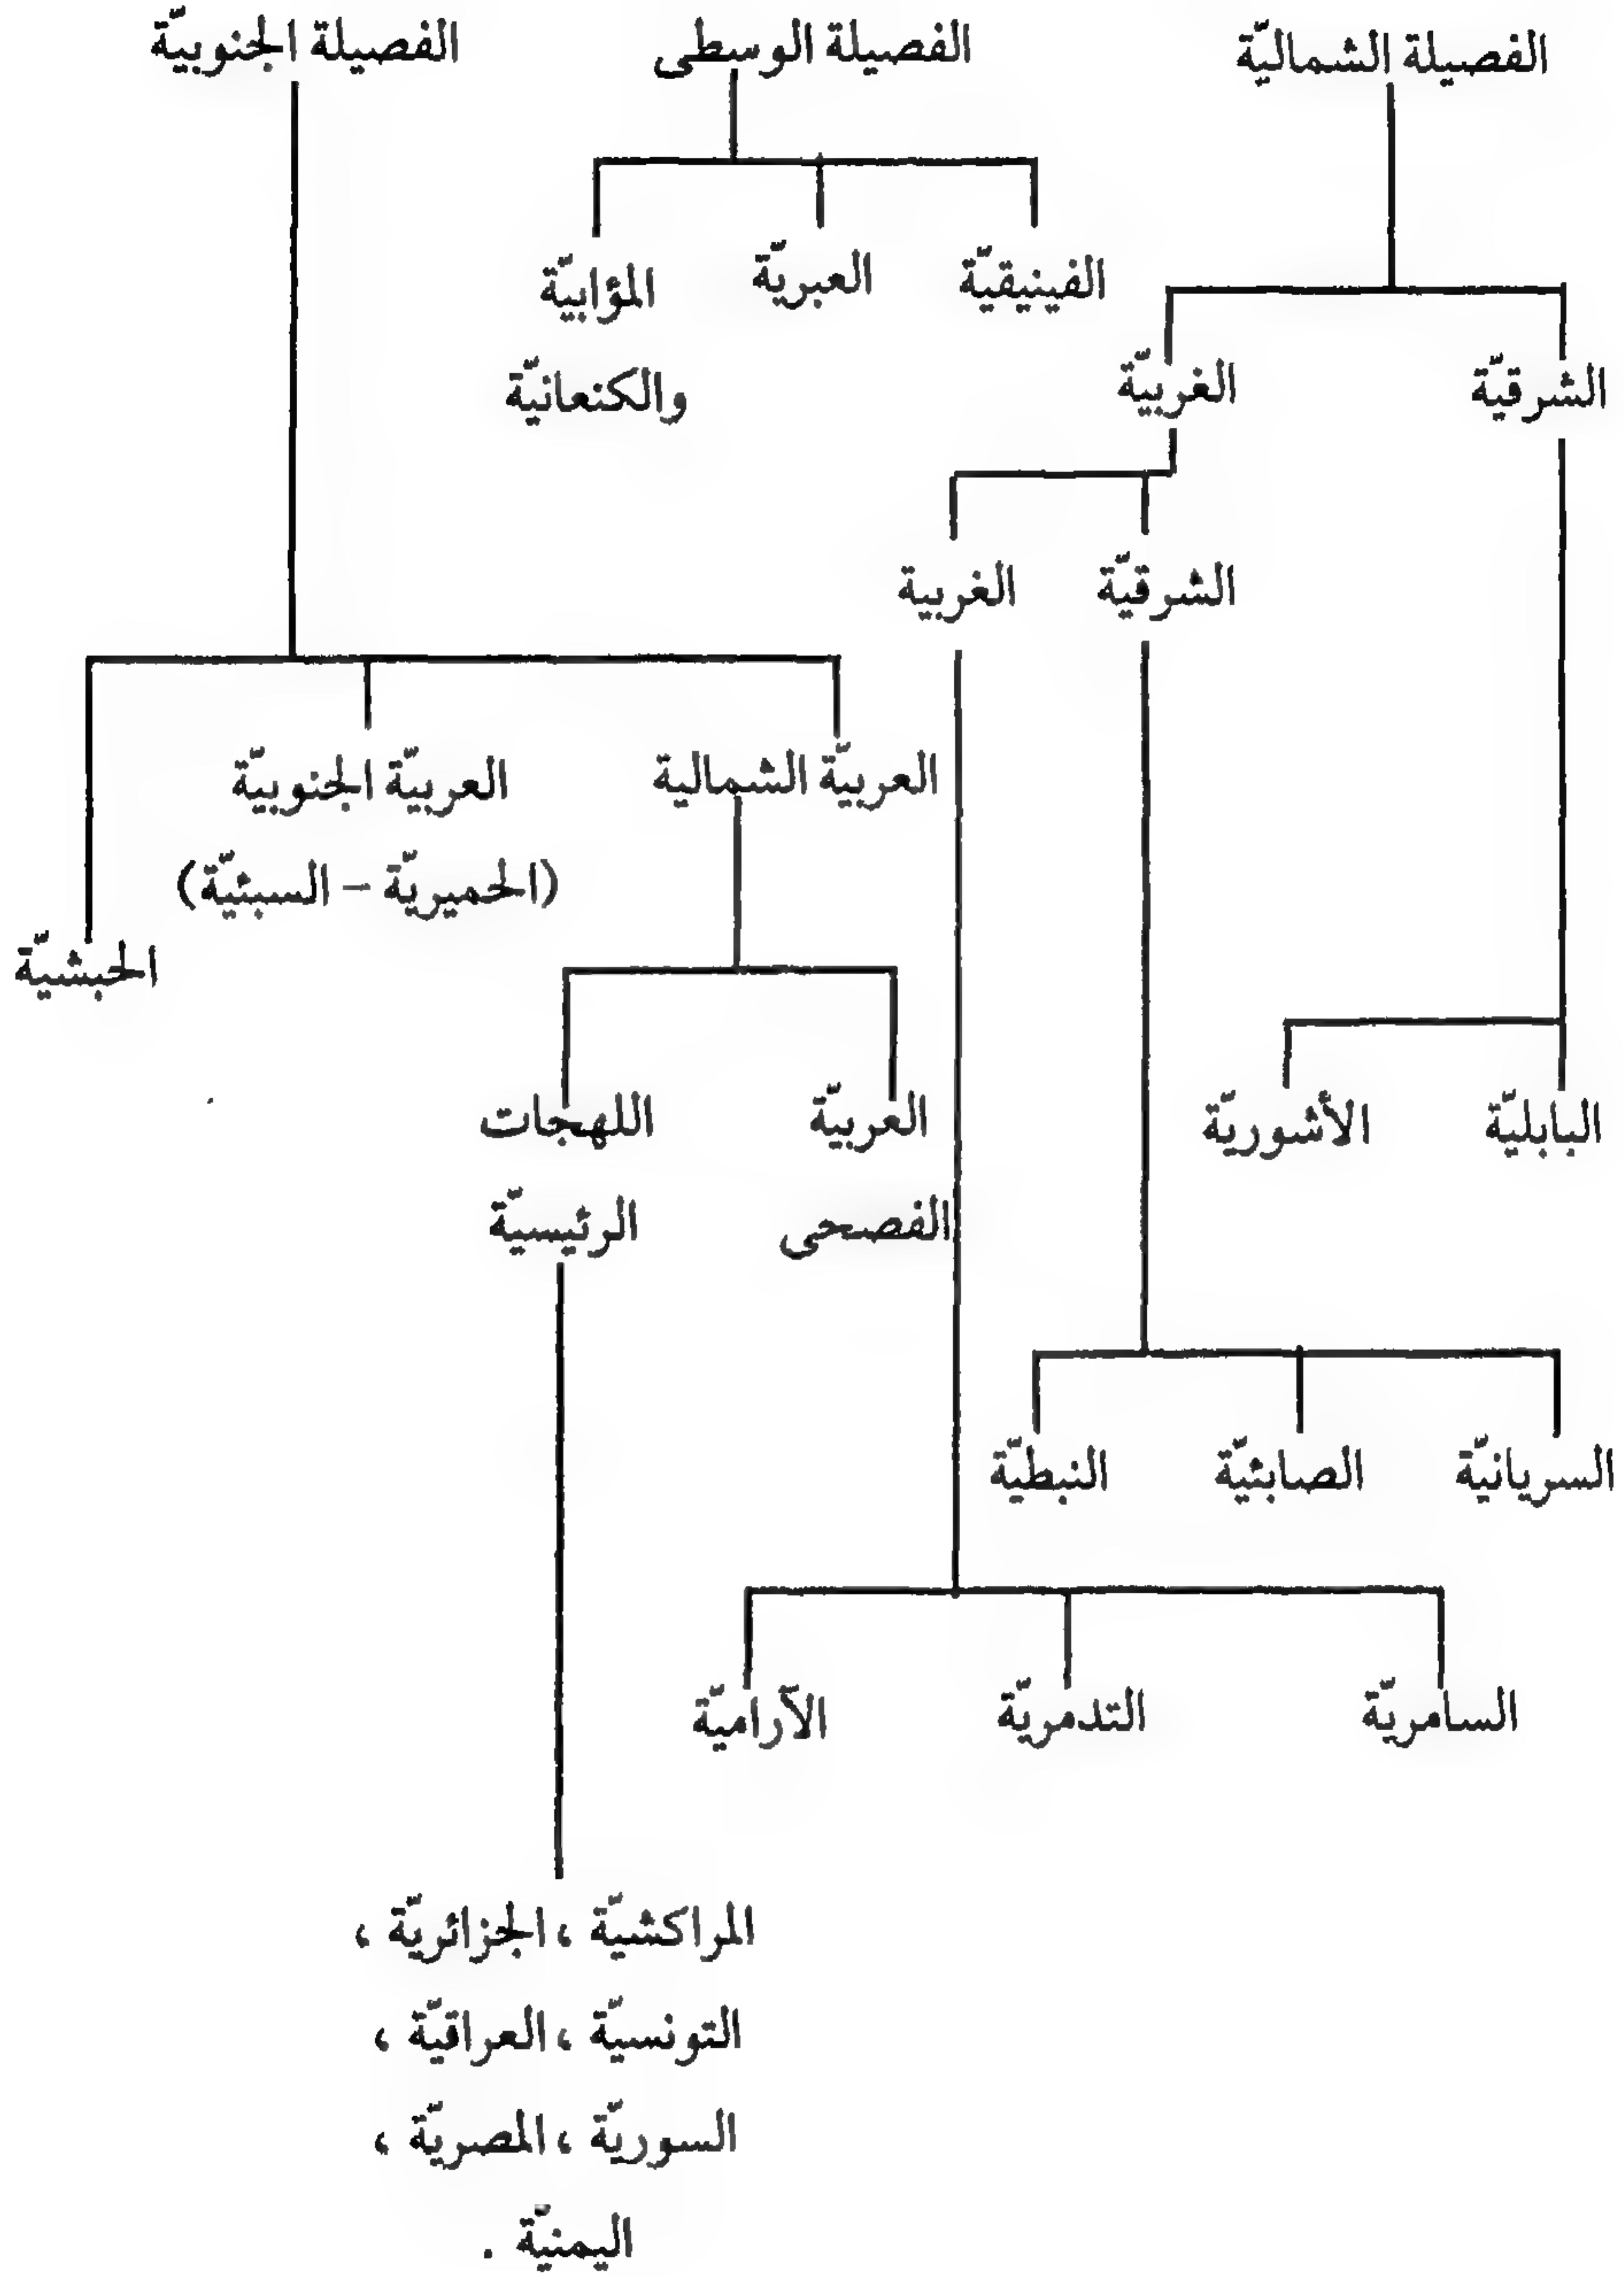 الفصيلة الشماليّة
الفصيلة الوسطى
الفصيلة الجنوبيّة
الفينيقيّة
العبريّة
المؤابيّة
والكنعانيّة
الشرقيّة
الغربيّة
الشرقيّة
الغربية
العربيّة الشمالية
العربيّة الجنوبيّة
(الحميريّة - السبئيّة)
الحبشيّة
البابليّة
الأشوريّة
العربيّة
الفصحى
اللهجات
الرئيسيّة
السريانيّة
الصابئيّة
النبطيّة
السامريّة
التدمريّة
الآراميّة
المراكشيّة ، الجزائريّة ،
التونسيّة ، العراقيّة ،
السوريّة ، المصريّة ،
اليمنيّة .